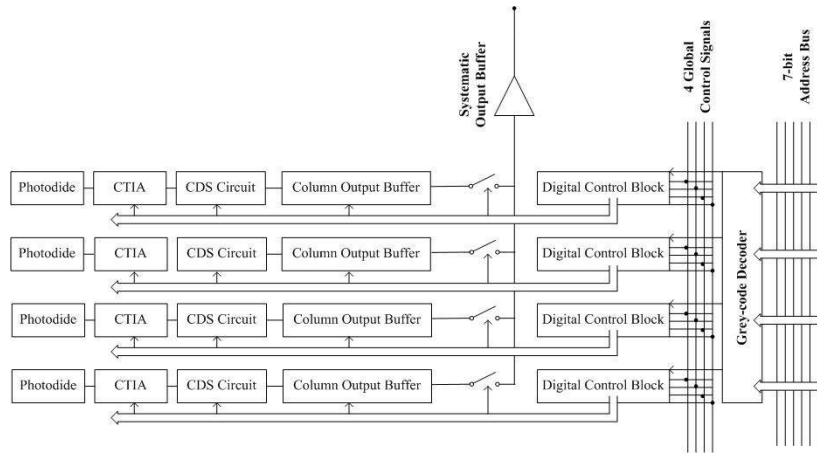 Systematic
Output Buffer
4 Global
Control Signals
7-bit
Address Bus
Photodide CTIA CDS Circuit Column Output Buffer Digital Control Block
Photodide CTIA CDS Circuit Column Output Buffer Digital Control Block
Photodide CTIA CDS Circuit Column Output Buffer Digital Control Block
Photodide CTIA CDS Circuit Column Output Buffer Digital Control Block
Grey-code Decoder